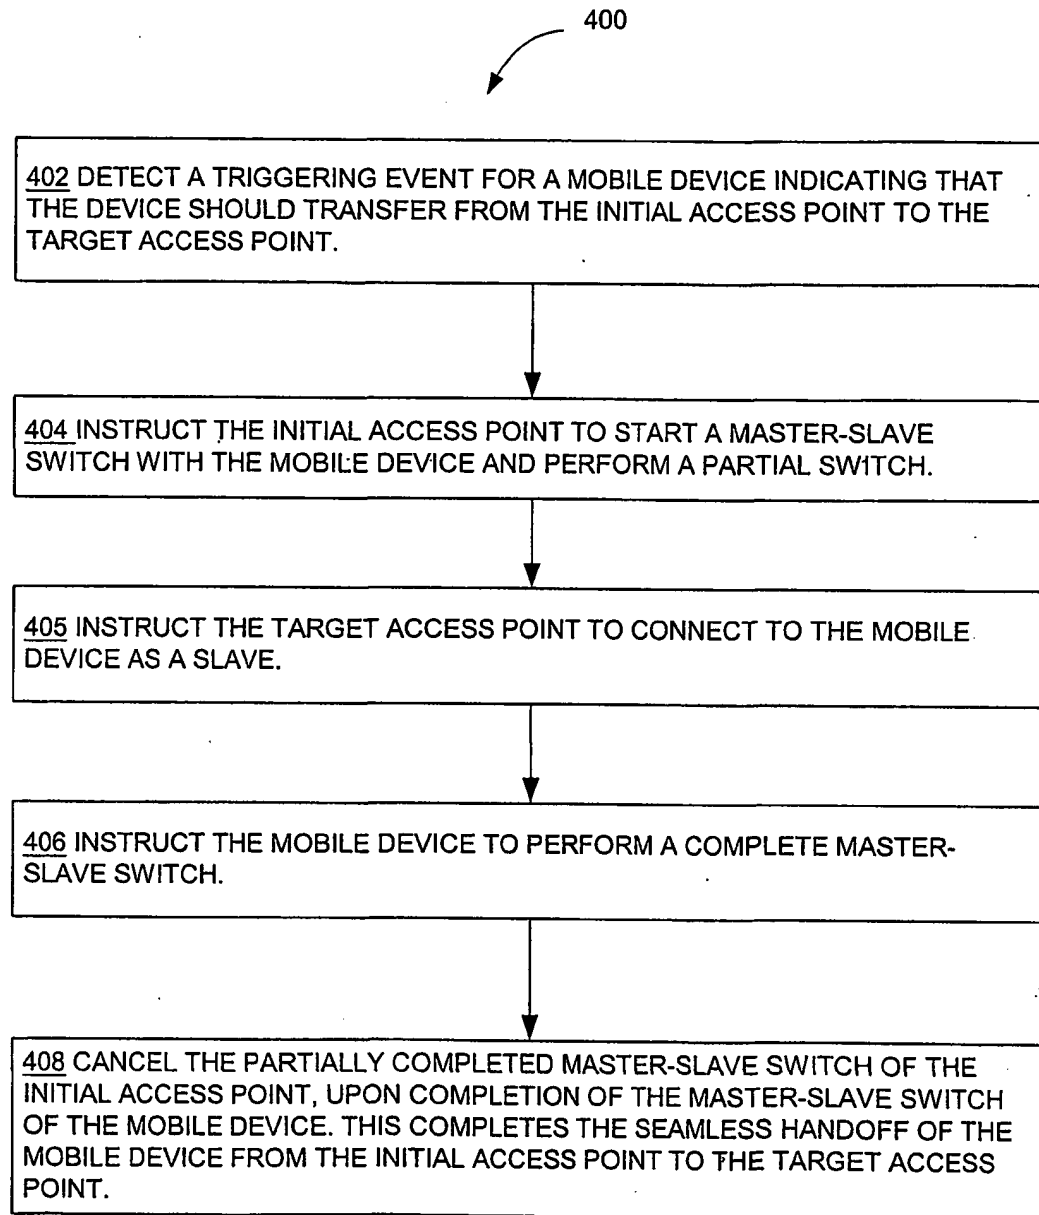 400
402 DETECT A TRIGGERING EVENT FOR A MOBILE DEVICE INDICATING THAT
THE DEVICE SHOULD TRANSFER FROM THE INITIAL ACCESS POINT TO THE
TARGET ACCESS POINT.
404 INSTRUCT THE INITIAL ACCESS POINT TO START A MASTER-SLAVE
SWITCH WITH THE MOBILE DEVICE AND PERFORM A PARTIAL SWITCH.
405 INSTRUCT THE TARGET ACCESS POINT TO CONNECT TO THE MOBILE
DEVICE AS A SLAVE.
406 INSTRUCT THE MOBILE DEVICE TO PERFORM A COMPLETE MASTER-
SLAVE SWITCH.
408 CANCEL THE PARTIALLY COMPLETED MASTER-SLAVE SWITCH OF THE
INITIAL ACCESS POINT, UPON COMPLETION OF THE MASTER-SLAVE SWITCH
OF THE MOBILE DEVICE. THIS COMPLETES THE SEAMLESS HANDOFF OF THE
MOBILE DEVICE FROM THE INITIAL ACCESS POINT TO THE TARGET ACCESS
POINT.